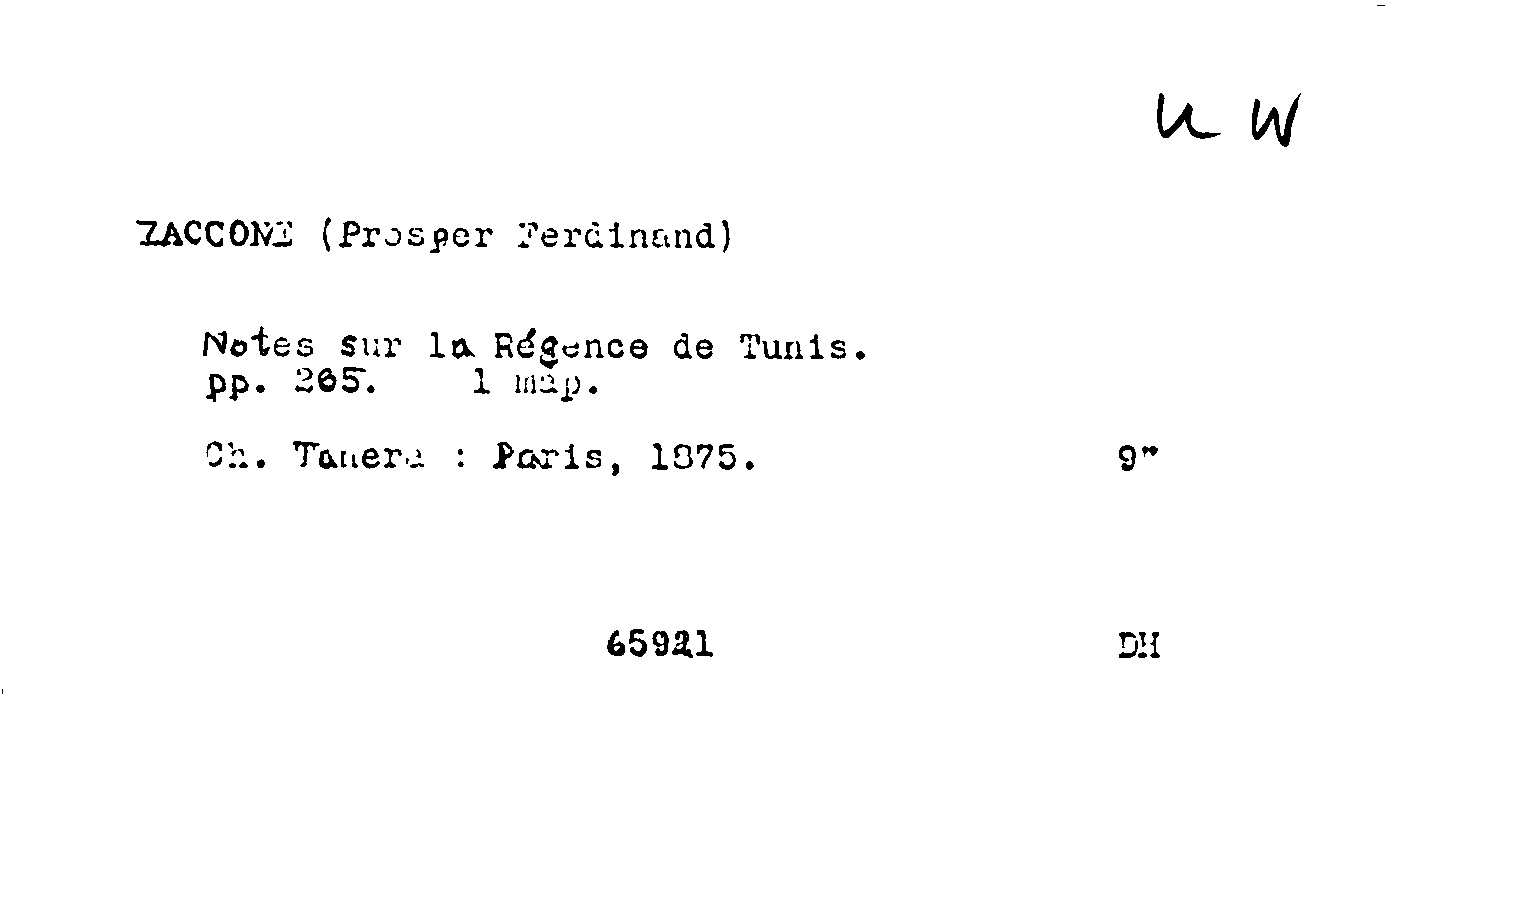 u W
ZACCONE (Prosper Ferdinand)
Notes sur la Régence de Tunis.
pp. 265. 1 map.
Ch. Tanera : Paris, 1875. 9"
65921 DH